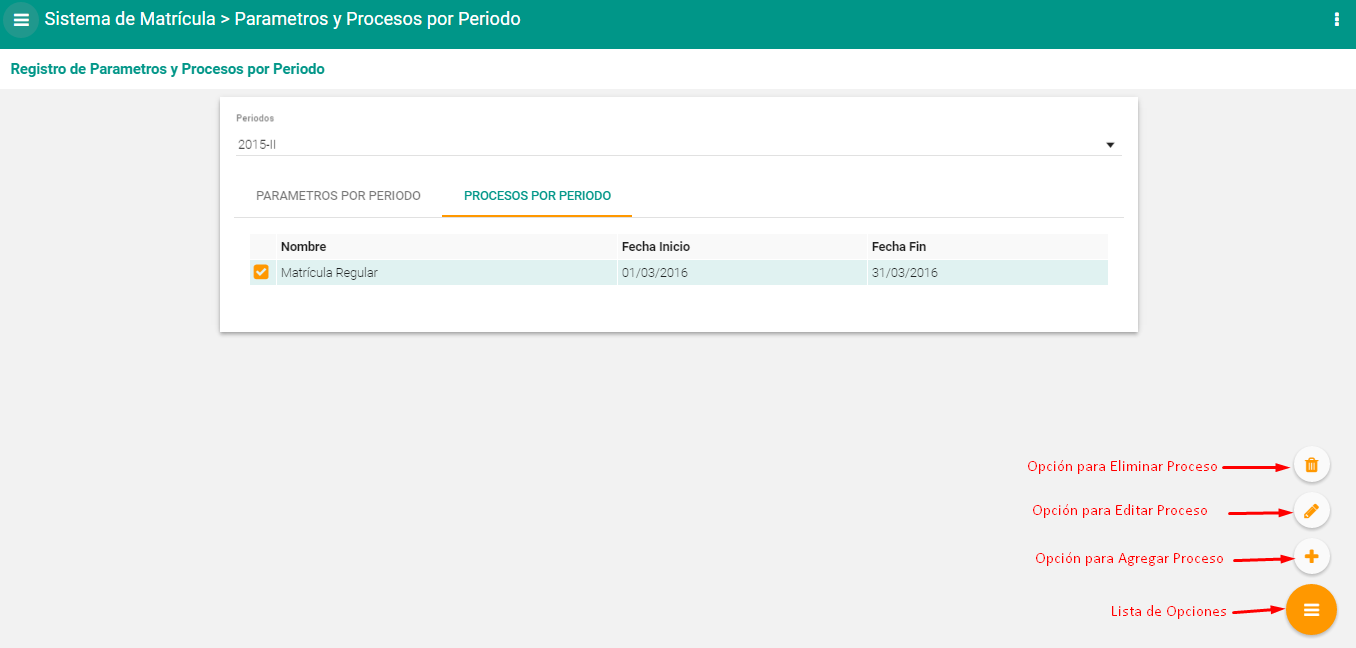 Sistema de Matrícula > Parametros y Procesos por Periodo
Registro de Parametros y Procesos por Periodo
Periodos
2015-II
PARAMETROS POR PERIODO PROCESOS POR PERIODO
Nombre Fecha Inicio Fecha Fin
Matrícula Regular 01/03/2016 31/03/2016
Opción para Eliminar Proceso
Opción para Editar Proceso
Opción para Agregar Proceso
Lista de Opciones